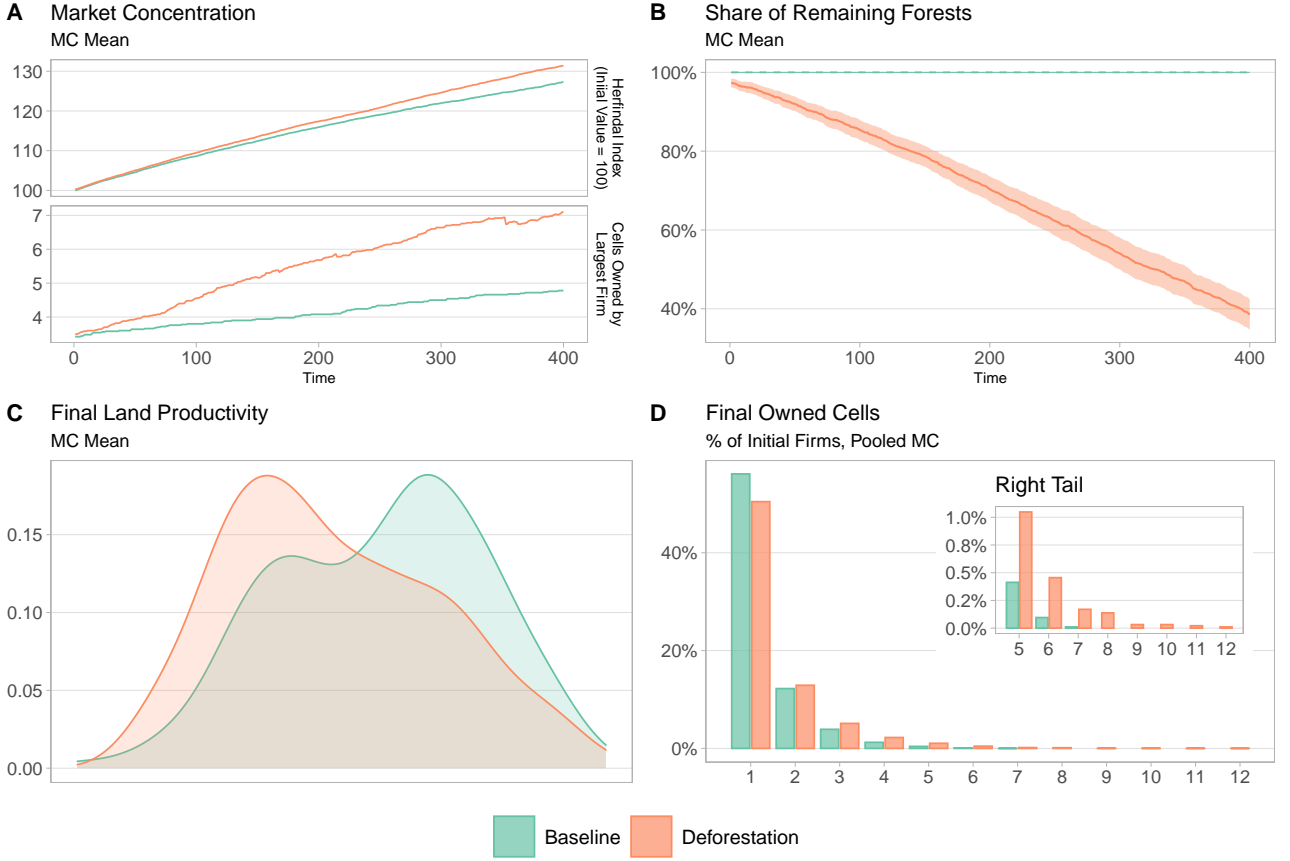 A Market Concentration
MC Mean
130
120
110
100
Herfindal Index
(Iniial Value = 100)
7
6
5
4
Cells Owned by
Largest Firm
0 100 200 300 400
Time
B Share of Remaining Forests
MC Mean
100%
80%
60%
40%
0 100 200 300 400
Time
C Final Land Productivity
MC Mean
0.15
0.10
0.05
0.00
D Final Owned Cells
% of Initial Firms, Pooled MC
40%
20%
0%
1 2 3 4 5 6 7 8 9 10 11 12
Right Tail
1.0%
0.8%
0.5%
0.2%
0.0%
5 6 7 8 9 10 11 12
Baseline Deforestation